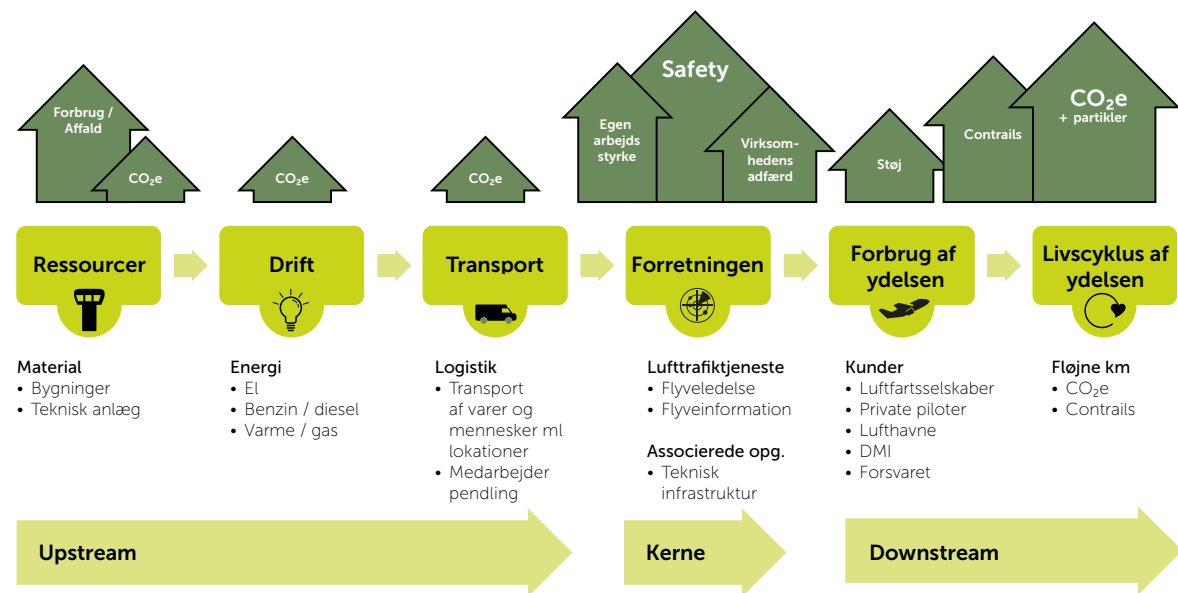 Forbrug /
Affald
CO₂e
CO₂e
CO₂e
Egen
arbejds
styrke
Safety
Virksom-
hedens
adfærd
Støj
Contrails
CO₂e
+ partikler
Ressourcer
Drift
Transport
Forretningen
Forbrug af
ydelsen
Livscyklus af
ydelsen
Material
• Bygninger
• Teknisk anlæg
Energi
• El
• Benzin / diesel
• Varme / gas
Logistik
• Transport
af varer og
mennesker ml
lokationer
• Medarbejder
pendling
Lufttrafiktjeneste
• Flyveledelse
• Flyveinformation
Associerede opg.
• Teknisk
infrastruktur
Kunder
• Luftfartsselskaber
• Private piloter
• Lufthavne
• DMI
• Forsvaret
Fløjne km
• CO₂e
• Contrails
Upstream
Kerne
Downstream